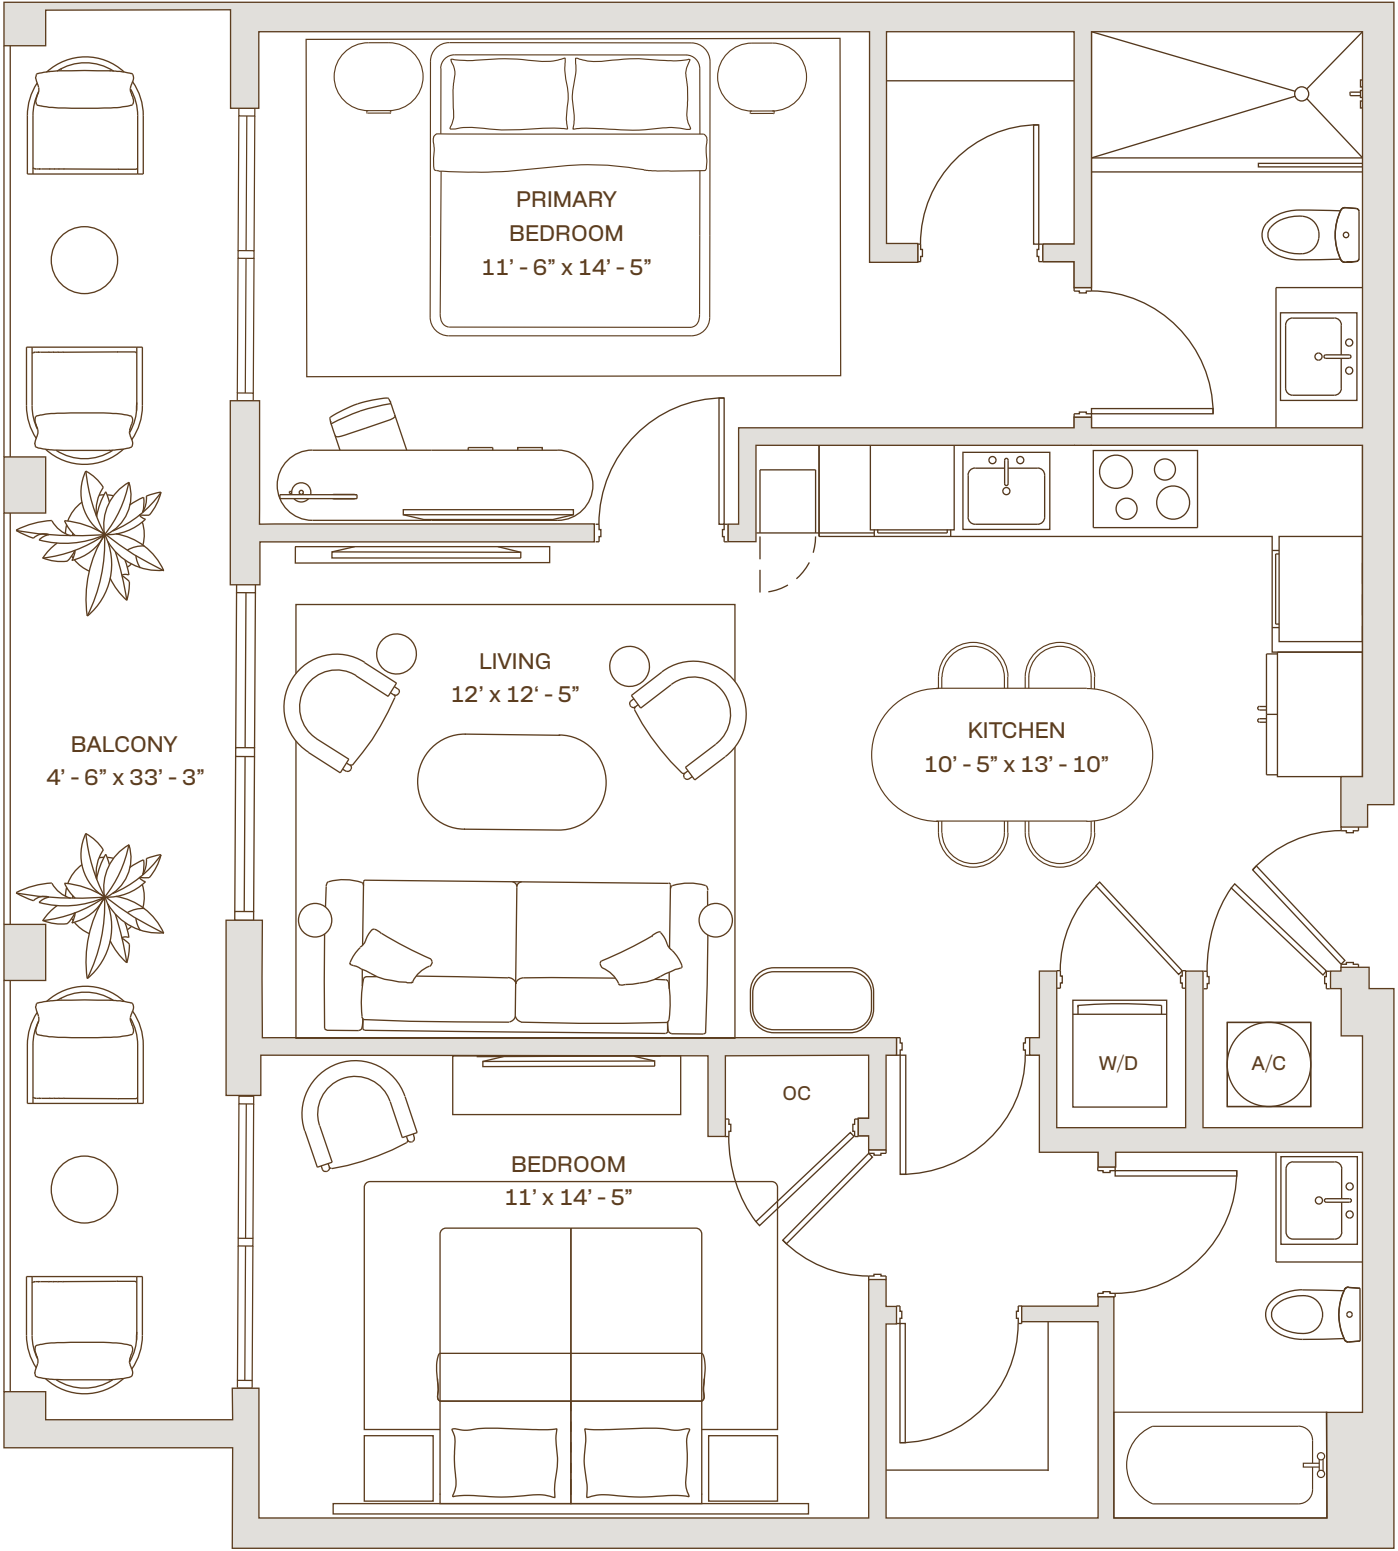 PRIMARY
BEDROOM
11’ - 6” x 14’ - 5”
LIVING
12’ x 12‘ - 5”
KITCHEN
10’ - 5” x 13’ - 10”
BALCONY
4’ - 6” x 33’ - 3”
W/D
A/C
OC
BEDROOM
11’ x 14’ - 5”